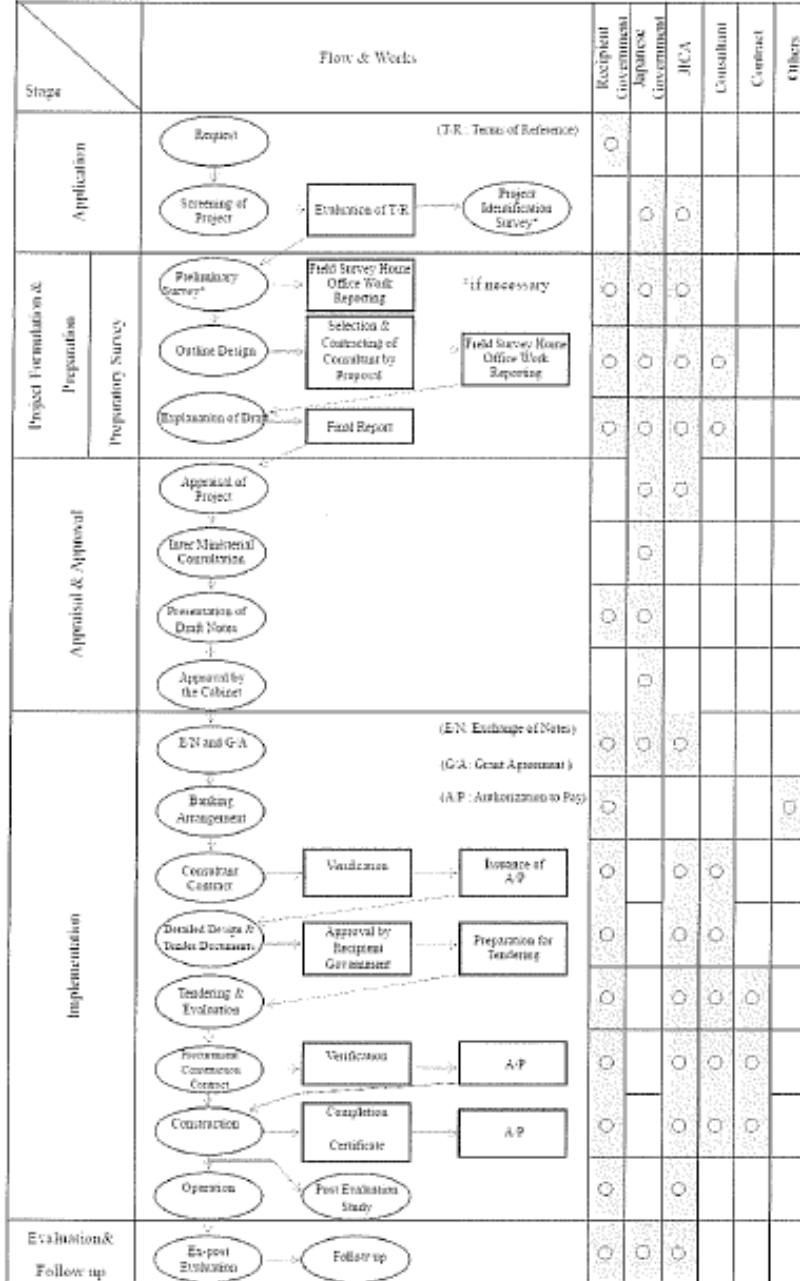 Stage
Flow & Works
Recipient
Government
Japanese
Government
JICA
Consultant
Contract
Others
Application
Request
(T/R : Terms of Reference)
Screening of
Project
Evaluation of T/R
Project
Identification
Survey*
Project Formulation &
Preparation
Preparatory Survey
Preliminary
Survey*
Field Survey Home
Office Work
Reporting
*if necessary
Outline Design
Selection &
Contracting of
Consultant by
Proposal
Field Survey Home
Office Work
Reporting
Explanation of Draft
Final Report
Appraisal & Approval
Appraisal of
Project
Inter Ministerial
Consultation
Presentation of
Draft Notes
Approval by
the Cabinet
Implementation
E/N and G/A
(E/N: Exchange of Notes)
(G/A : Grant Agreement )
(A/P : Authorization to Pay)
Banking
Arrangement
Consultant
Contract
Verification
Issuance of
A/P
Detailed Design &
Tender Documents
Approval by
Recipient
Government
Preparation for
Tendering
Tendering &
Evaluation
Procurement
Construction
Contract
Verification
A/P
Construction
Completion
Certificate
A/P
Operation
Post Evaluation
Study
Evaluation&
Follow up
Ex-post
Evaluation
Follow up